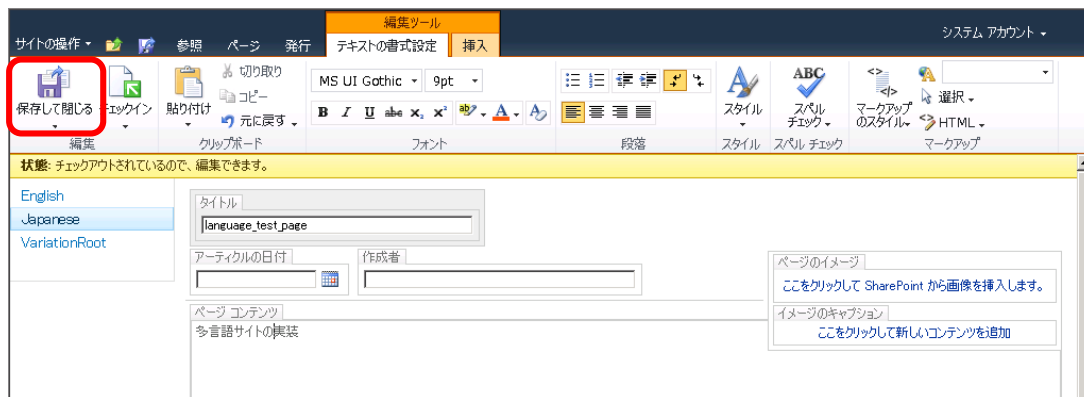 編集ツール
システム アカウント
サイトの操作 参照 ページ 発行 テキストの書式設定 挿入
保存して閉じる チェックイン 貼り付け 切り取り コピー 元に戻す
MS UI Gothic 9pt
B I U abe x₂ x² A
スタイル ABC スペル チェック マークアップ のスタイル 選択 HTML
編集 クリップボード フォント 段落 スタイル スペル チェック マークアップ
状態: チェックアウトされているので、編集できます。
English
Japanese
VariationRoot
タイトル
language_test_page
アーティクルの日付 作成者
ページ コンテンツ
多言語サイトの実装
ページのイメージ
ここをクリックして SharePoint から画像を挿入します。
イメージのキャプション
ここをクリックして新しいコンテンツを追加